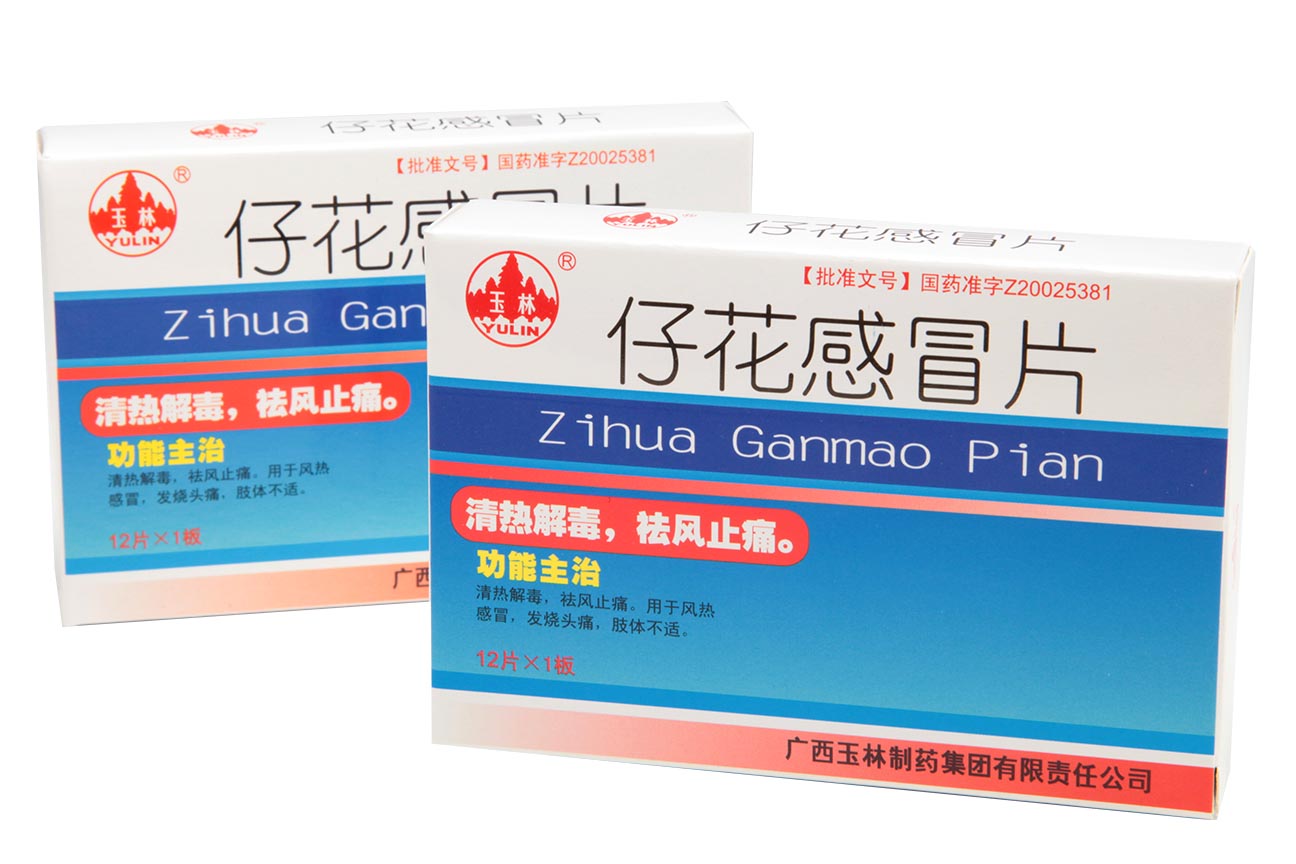 仔花感冒片
YULIN
玉林
YULIN
®
【批准文号】国药准字Z20025381
仔花感冒片
Zihua Gan
清热解毒，祛风止痛。
功能主治
清热解毒，祛风止痛。用于风热
感冒，发烧头痛，肢体不适。
12片×1板
广西
玉林
YULIN
®
仔花感冒片
玉林
YULIN
®
【批准文号】国药准字Z20025381
仔花感冒片
Zihua Ganmao Pian
清热解毒，祛风止痛。
功能主治
清热解毒，祛风止痛。用于风热
感冒，发烧头痛，肢体不适。
12片×1板
广西玉林制药集团有限责任公司